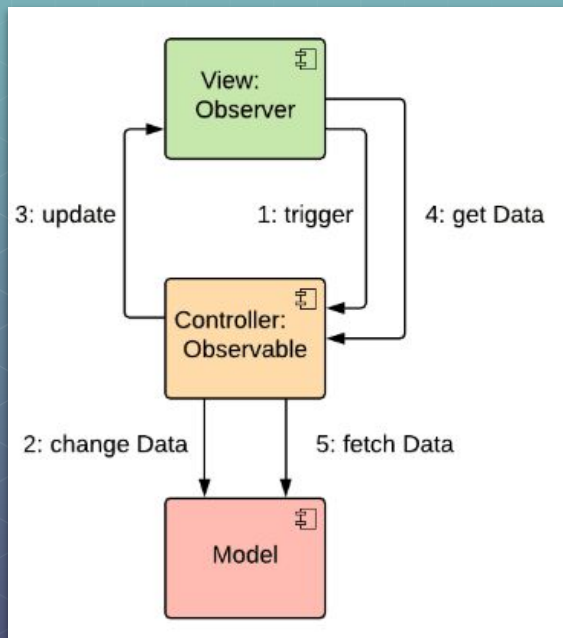 View:
Observer
3: update
1: trigger
4: get Data
Controller:
Observable
2: change Data
5: fetch Data
Model